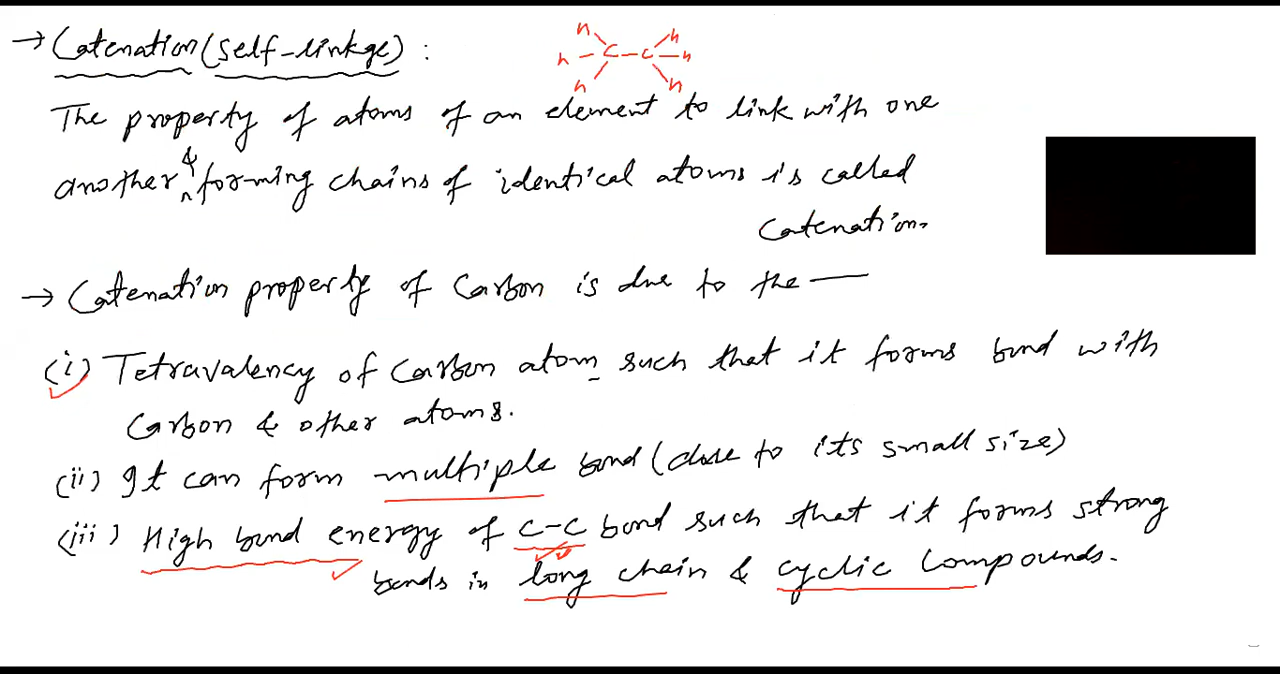 → Catenation (Self-linkge) :
h h
h - C - C - h
h h
The property of atoms of an element to link with one
another & forming chains of identical atoms is called
Catenation.
→ Catenation property of Carbon is due to the —
(i) Tetravalency of Carbon atom such that it forms bond with
Carbon & other atoms.
(ii) It can form multiple bond (due to its small size)
(iii) High bond energy of C-C bond such that it forms strong
bonds in long chain & cyclic Compounds.